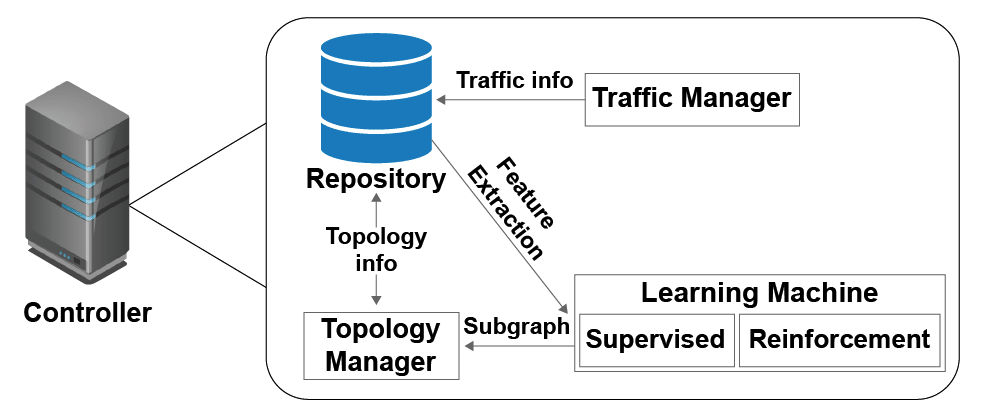 Traffic info
Traffic Manager
Repository
Feature
Extraction
Topology
info
Controller
Learning Machine
Supervised
Reinforcement
Subgraph
Topology
Manager